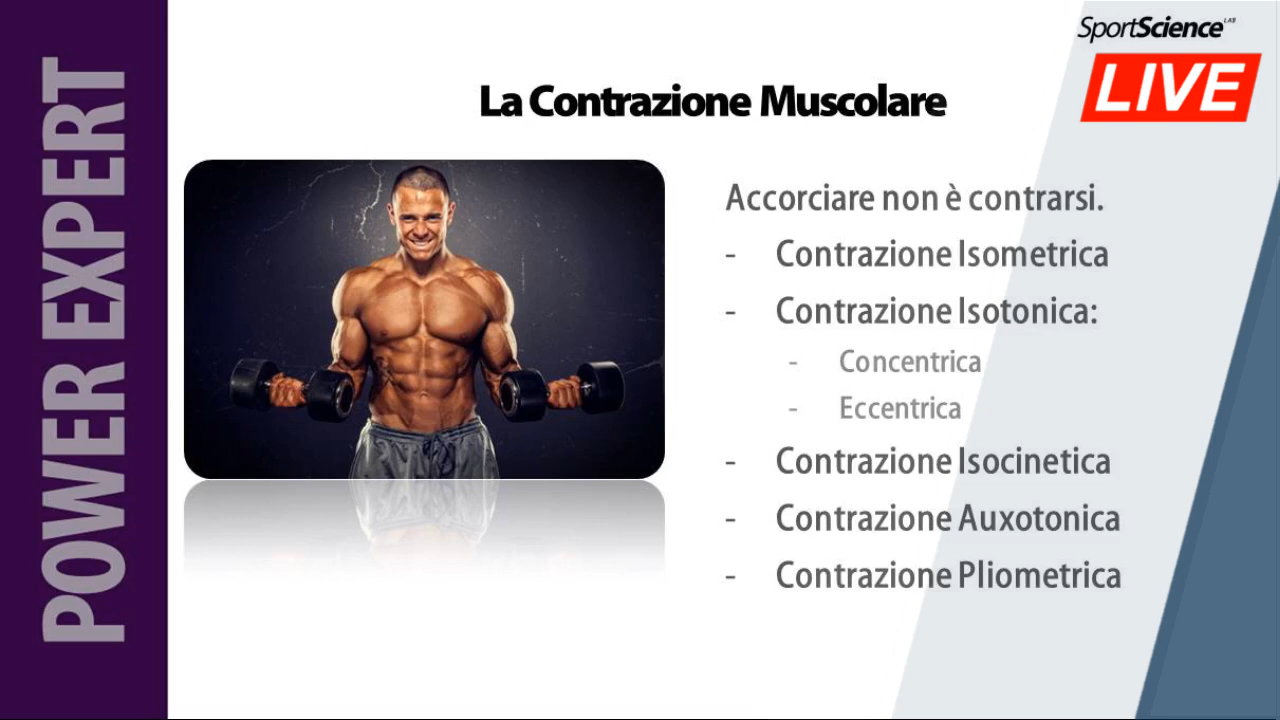 POWER EXPERT
SportScience LAB
LIVE
La Contrazione Muscolare
Accorciare non è contrarsi.
- Contrazione Isometrica
- Contrazione Isotonica:
- Concentrica
- Eccentrica
- Contrazione Isocinetica
- Contrazione Auxotonica
- Contrazione Pliometrica